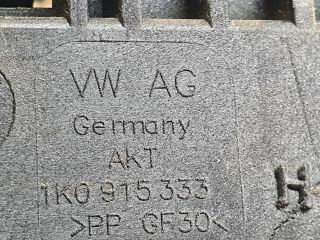 VW AG
Germany
AKT
1K0 915 333
H
>PP GF30<